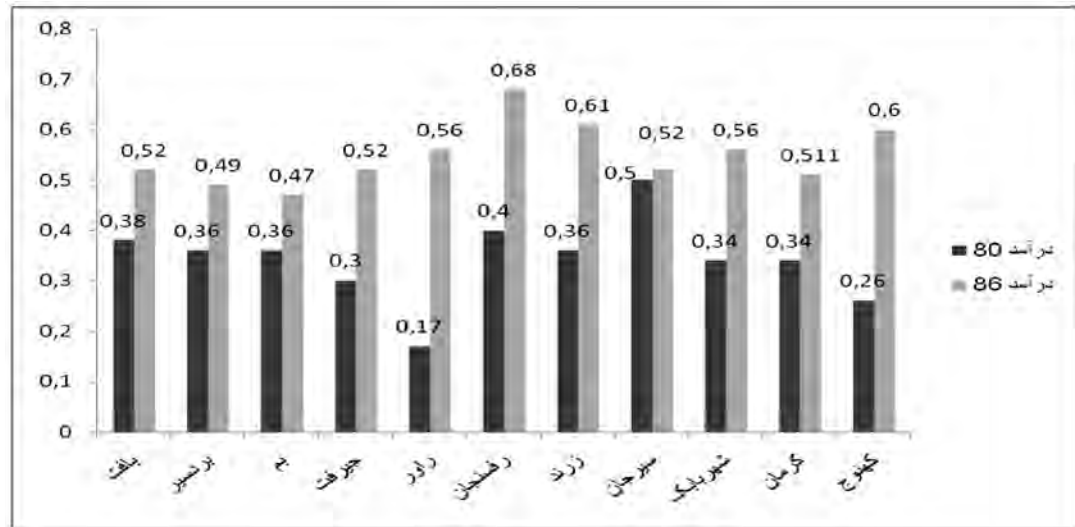 0,8
0,7
0,6
0,5
0,4
0,3
0,2
0,1
0
0,38
0,52
0,36
0,49
0,36
0,47
0,3
0,52
0,17
0,56
0,4
0,68
0,36
0,61
0,5
0,52
0,34
0,56
0,34
0,511
0,26
0,6
بافت
بردسیر
بم
جیرفت
راور
رفسنجان
زرند
سیرجان
شهربابک
کرمان
کهنوج
درآمد 80
درآمد 86